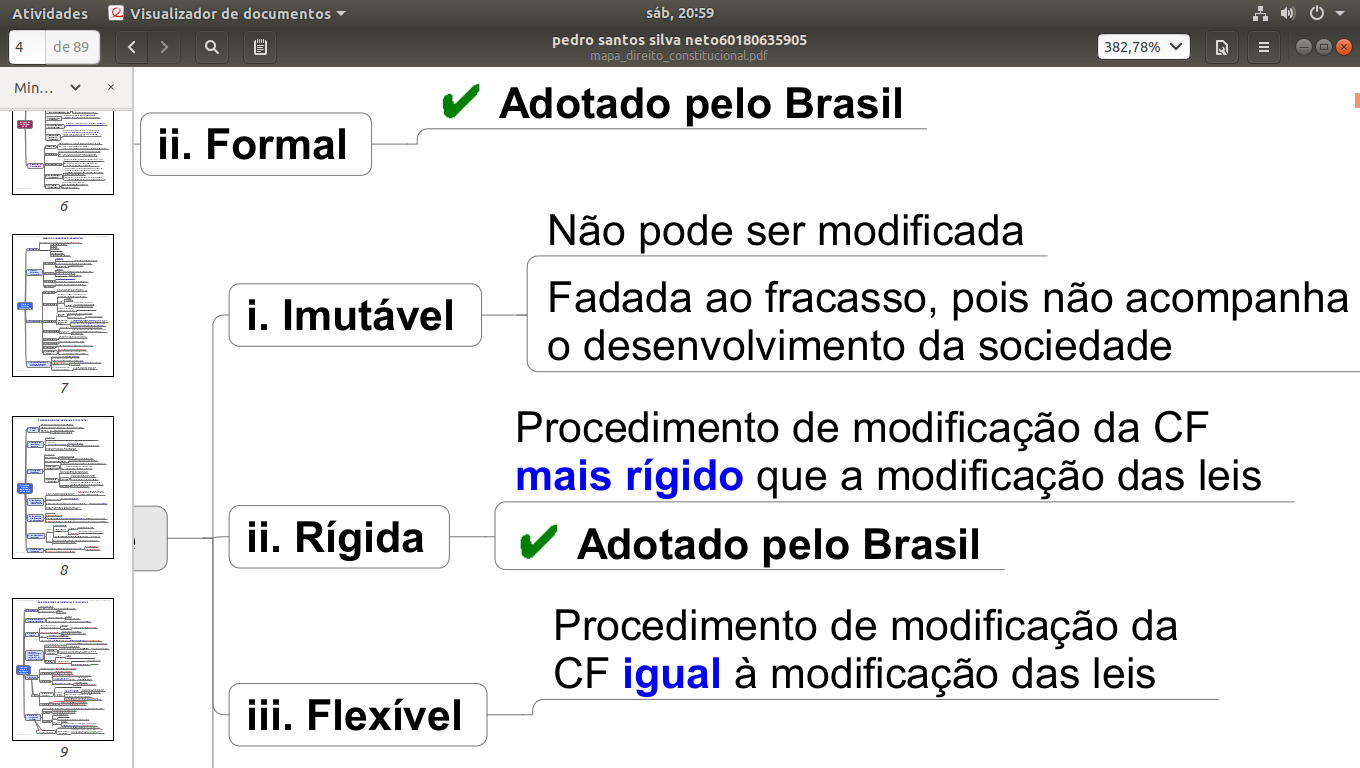 Atividades
Visualizador de documentos
sáb, 20:59
4
de 89
pedro santos silva neto60180635905
mapa_direito_constitucional.pdf
382,78%
Min...
6
7
8
9
Adotado pelo Brasil
ii. Formal
Não pode ser modificada
i. Imutável
Fadada ao fracasso, pois não acompanha
o desenvolvimento da sociedade
Procedimento de modificação da CF
mais rígido que a modificação das leis
ii. Rígida
Adotado pelo Brasil
Procedimento de modificação da
CF igual à modificação das leis
iii. Flexível